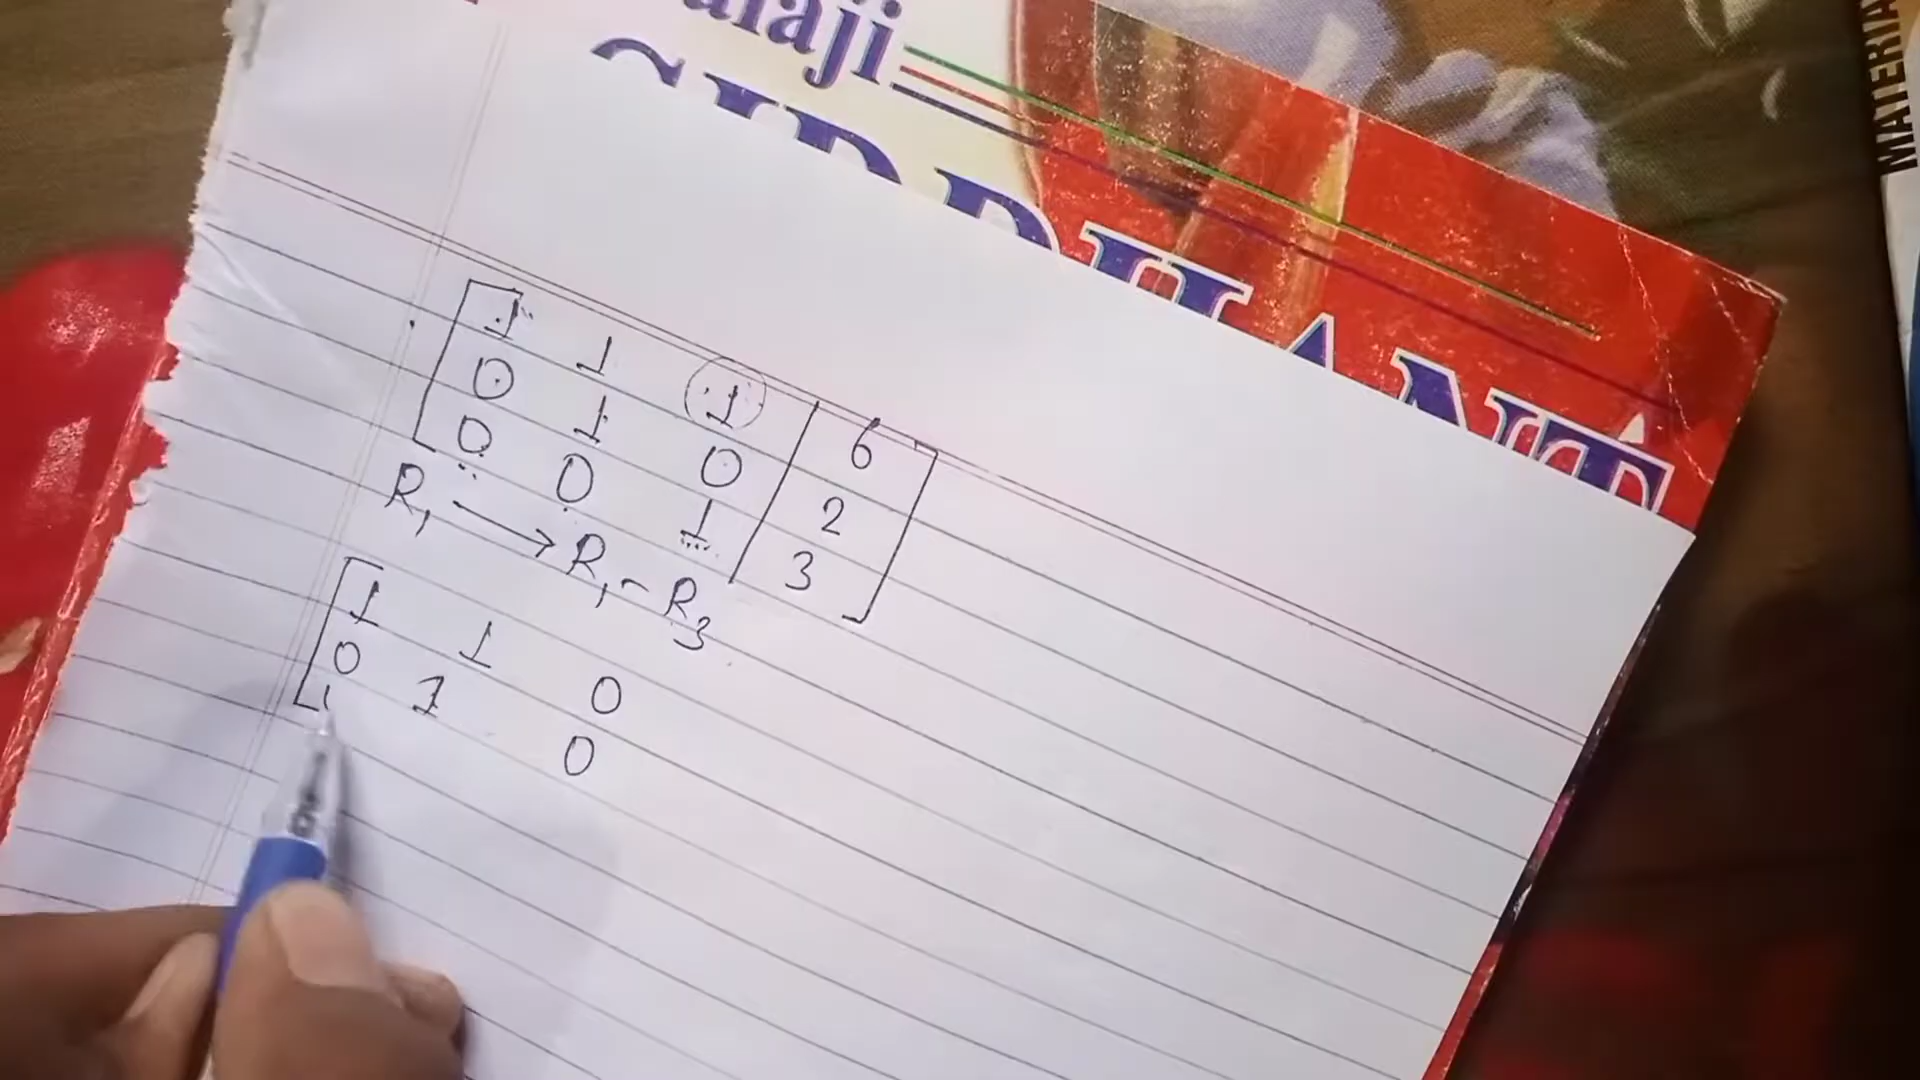 alaji
MATERIA
1 1 1 | 6
0 1 0 | 2
0 0 1 | 3
R₁ → R₁ - R₃
1 1 0
0 1 0